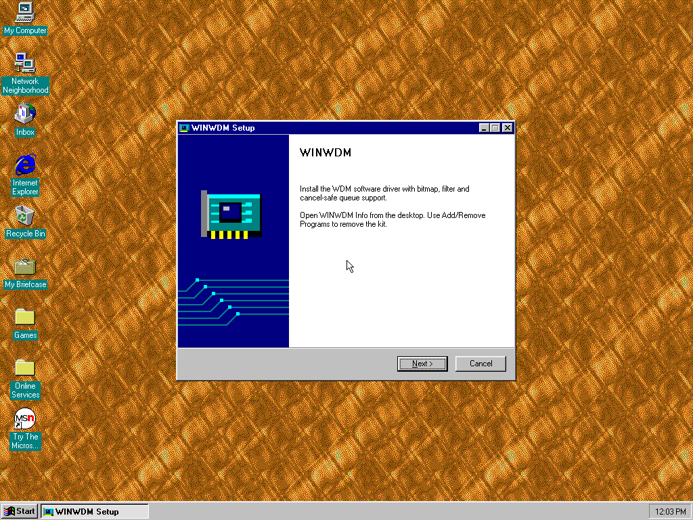 My Computer
Network
Neighborhood
Inbox
Internet
Explorer
Recycle Bin
My Briefcase
Games
Online
Services
msn
Try The
Micros...
WINWDM Setup
WINWDM
Install the WDM software driver with bitmap, filter and
cancel-safe queue support.
Open WINWDM Info from the desktop. Use Add/Remove
Programs to remove the kit.
Next >
Cancel
Start
WINWDM Setup
12:03 PM